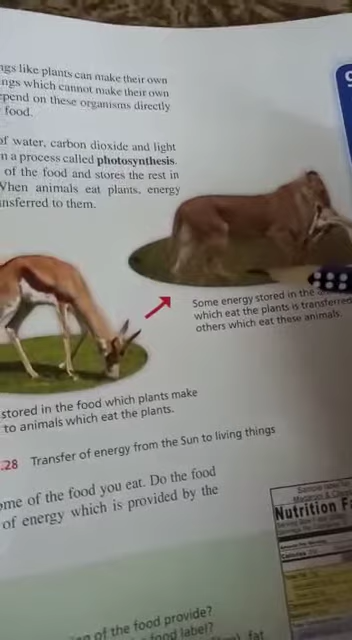 ngs like plants can make their own
ngs which cannot make their own
epend on these organisms directly
food.
of water, carbon dioxide and light
n a process called photosynthesis.
of the food and stores the rest in
When animals eat plants, energy
nsferred to them.
Some energy stored in the
which eat the plants is transferred
others which eat these animals.
stored in the food which plants make
to animals which eat the plants.
.28 Transfer of energy from the Sun to living things
ome of the food you eat. Do the food
of energy which is provided by the
Nutrition Fa
of the food provide?
food label?